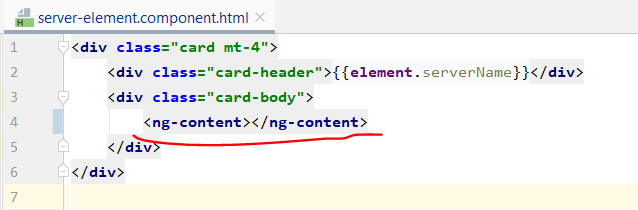 server-element.component.html
1 <div class="card mt-4">
2 <div class="card-header">{{element.serverName}}</div>
3 <div class="card-body">
4 <ng-content></ng-content>
5 </div>
6 </div>
7